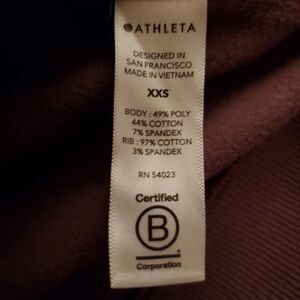 ATHLETA
DESIGNED IN
SAN FRANCISCO
MADE IN VIETNAM
XXS
BODY : 49% POLY
44% COTTON
7% SPANDEX
RIB : 97% COTTON
3% SPANDEX
RN 54023
Certified
B
Corporation